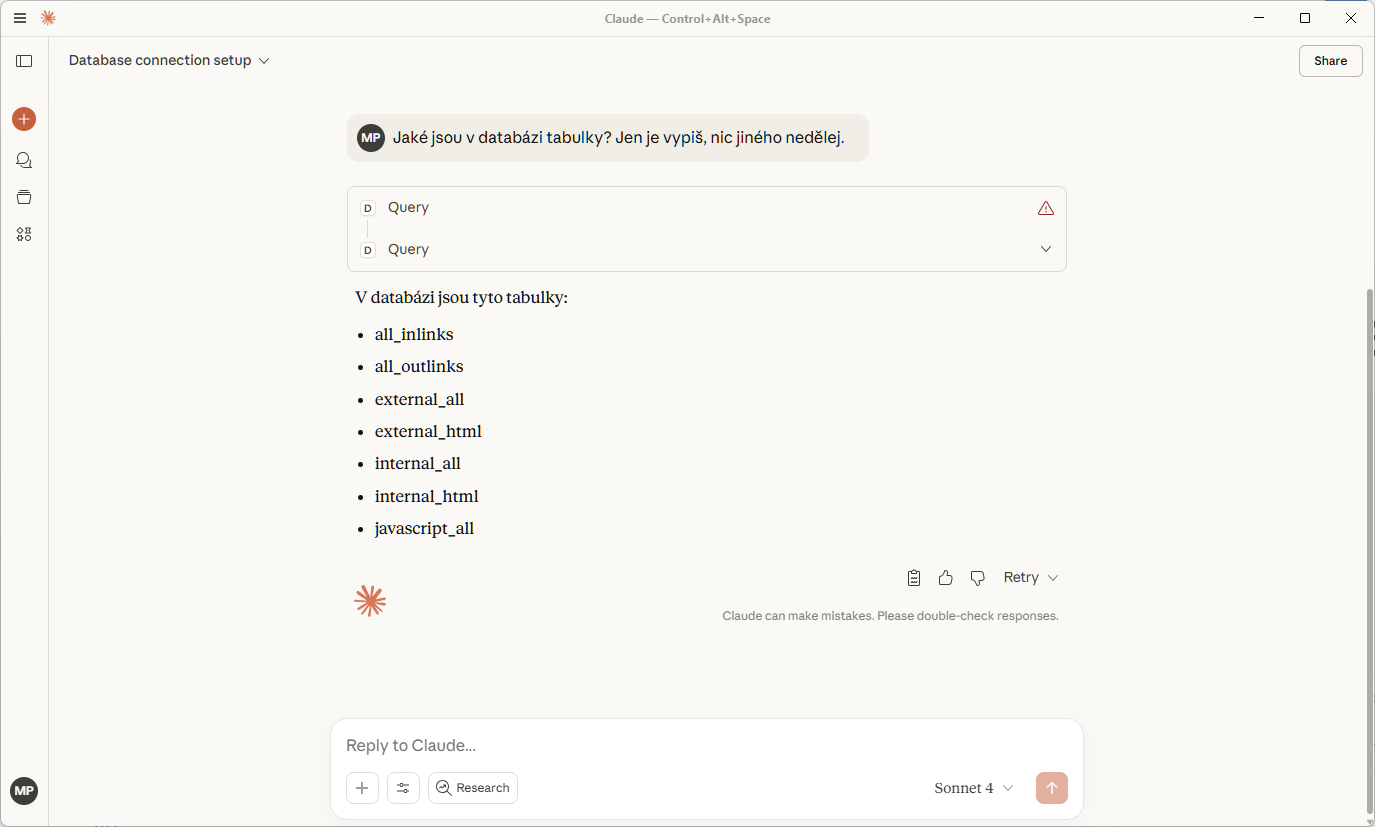 Claude — Control+Alt+Space
Database connection setup
Share
MP Jaké jsou v databázi tabulky? Jen je vypiš, nic jiného nedělej.
D Query
D Query
V databázi jsou tyto tabulky:
• all_inlinks
• all_outlinks
• external_all
• external_html
• internal_all
• internal_html
• javascript_all
Retry
Claude can make mistakes. Please double-check responses.
Reply to Claude...
Research
Sonnet 4
MP